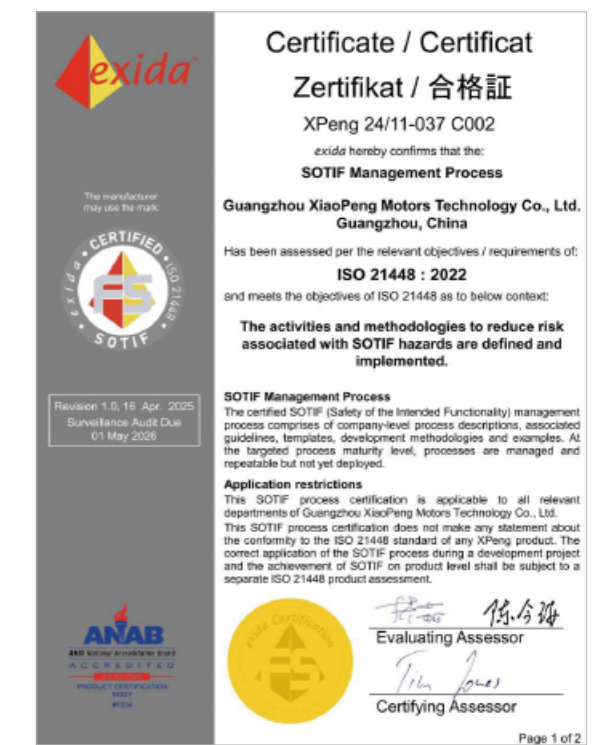 exida
The manufacturer
may use the mark:
CERTIFIED
exida
ISO 21448
FS
SOTIF
Revision 1.0, 16 Apr. 2025
Surveillance Audit Due
01 May 2026
ANAB
ANSI National Accreditation Board
ACCREDITED
PRODUCT CERTIFICATION
BODY
#1004
Certificate / Certificat
Zertifikat / 合格証
XPeng 24/11-037 C002
exida hereby confirms that the:
SOTIF Management Process
Guangzhou XiaoPeng Motors Technology Co., Ltd.
Guangzhou, China
Has been assessed per the relevant objectives / requirements of:
ISO 21448 : 2022
and meets the objectives of ISO 21448 as to below context:
The activities and methodologies to reduce risk
associated with SOTIF hazards are defined and
implemented.
SOTIF Management Process
The certified SOTIF (Safety of the Intended Functionality) management
process comprises of company-level process descriptions, associated
guidelines, templates, development methodologies and examples. At
the targeted process maturity level, processes are managed and
repeatable but not yet deployed.
Application restrictions
This SOTIF process certification is applicable to all relevant
departments of Guangzhou XiaoPeng Motors Technology Co., Ltd.
This SOTIF process certification does not make any statement about
the conformity to the ISO 21448 standard of any XPeng product. The
correct application of the SOTIF process during a development project
and the achievement of SOTIF on product level shall be subject to a
separate ISO 21448 product assessment.
exida Certification
FS
Evaluating Assessor
Tim Jones
Certifying Assessor
Page 1 of 2